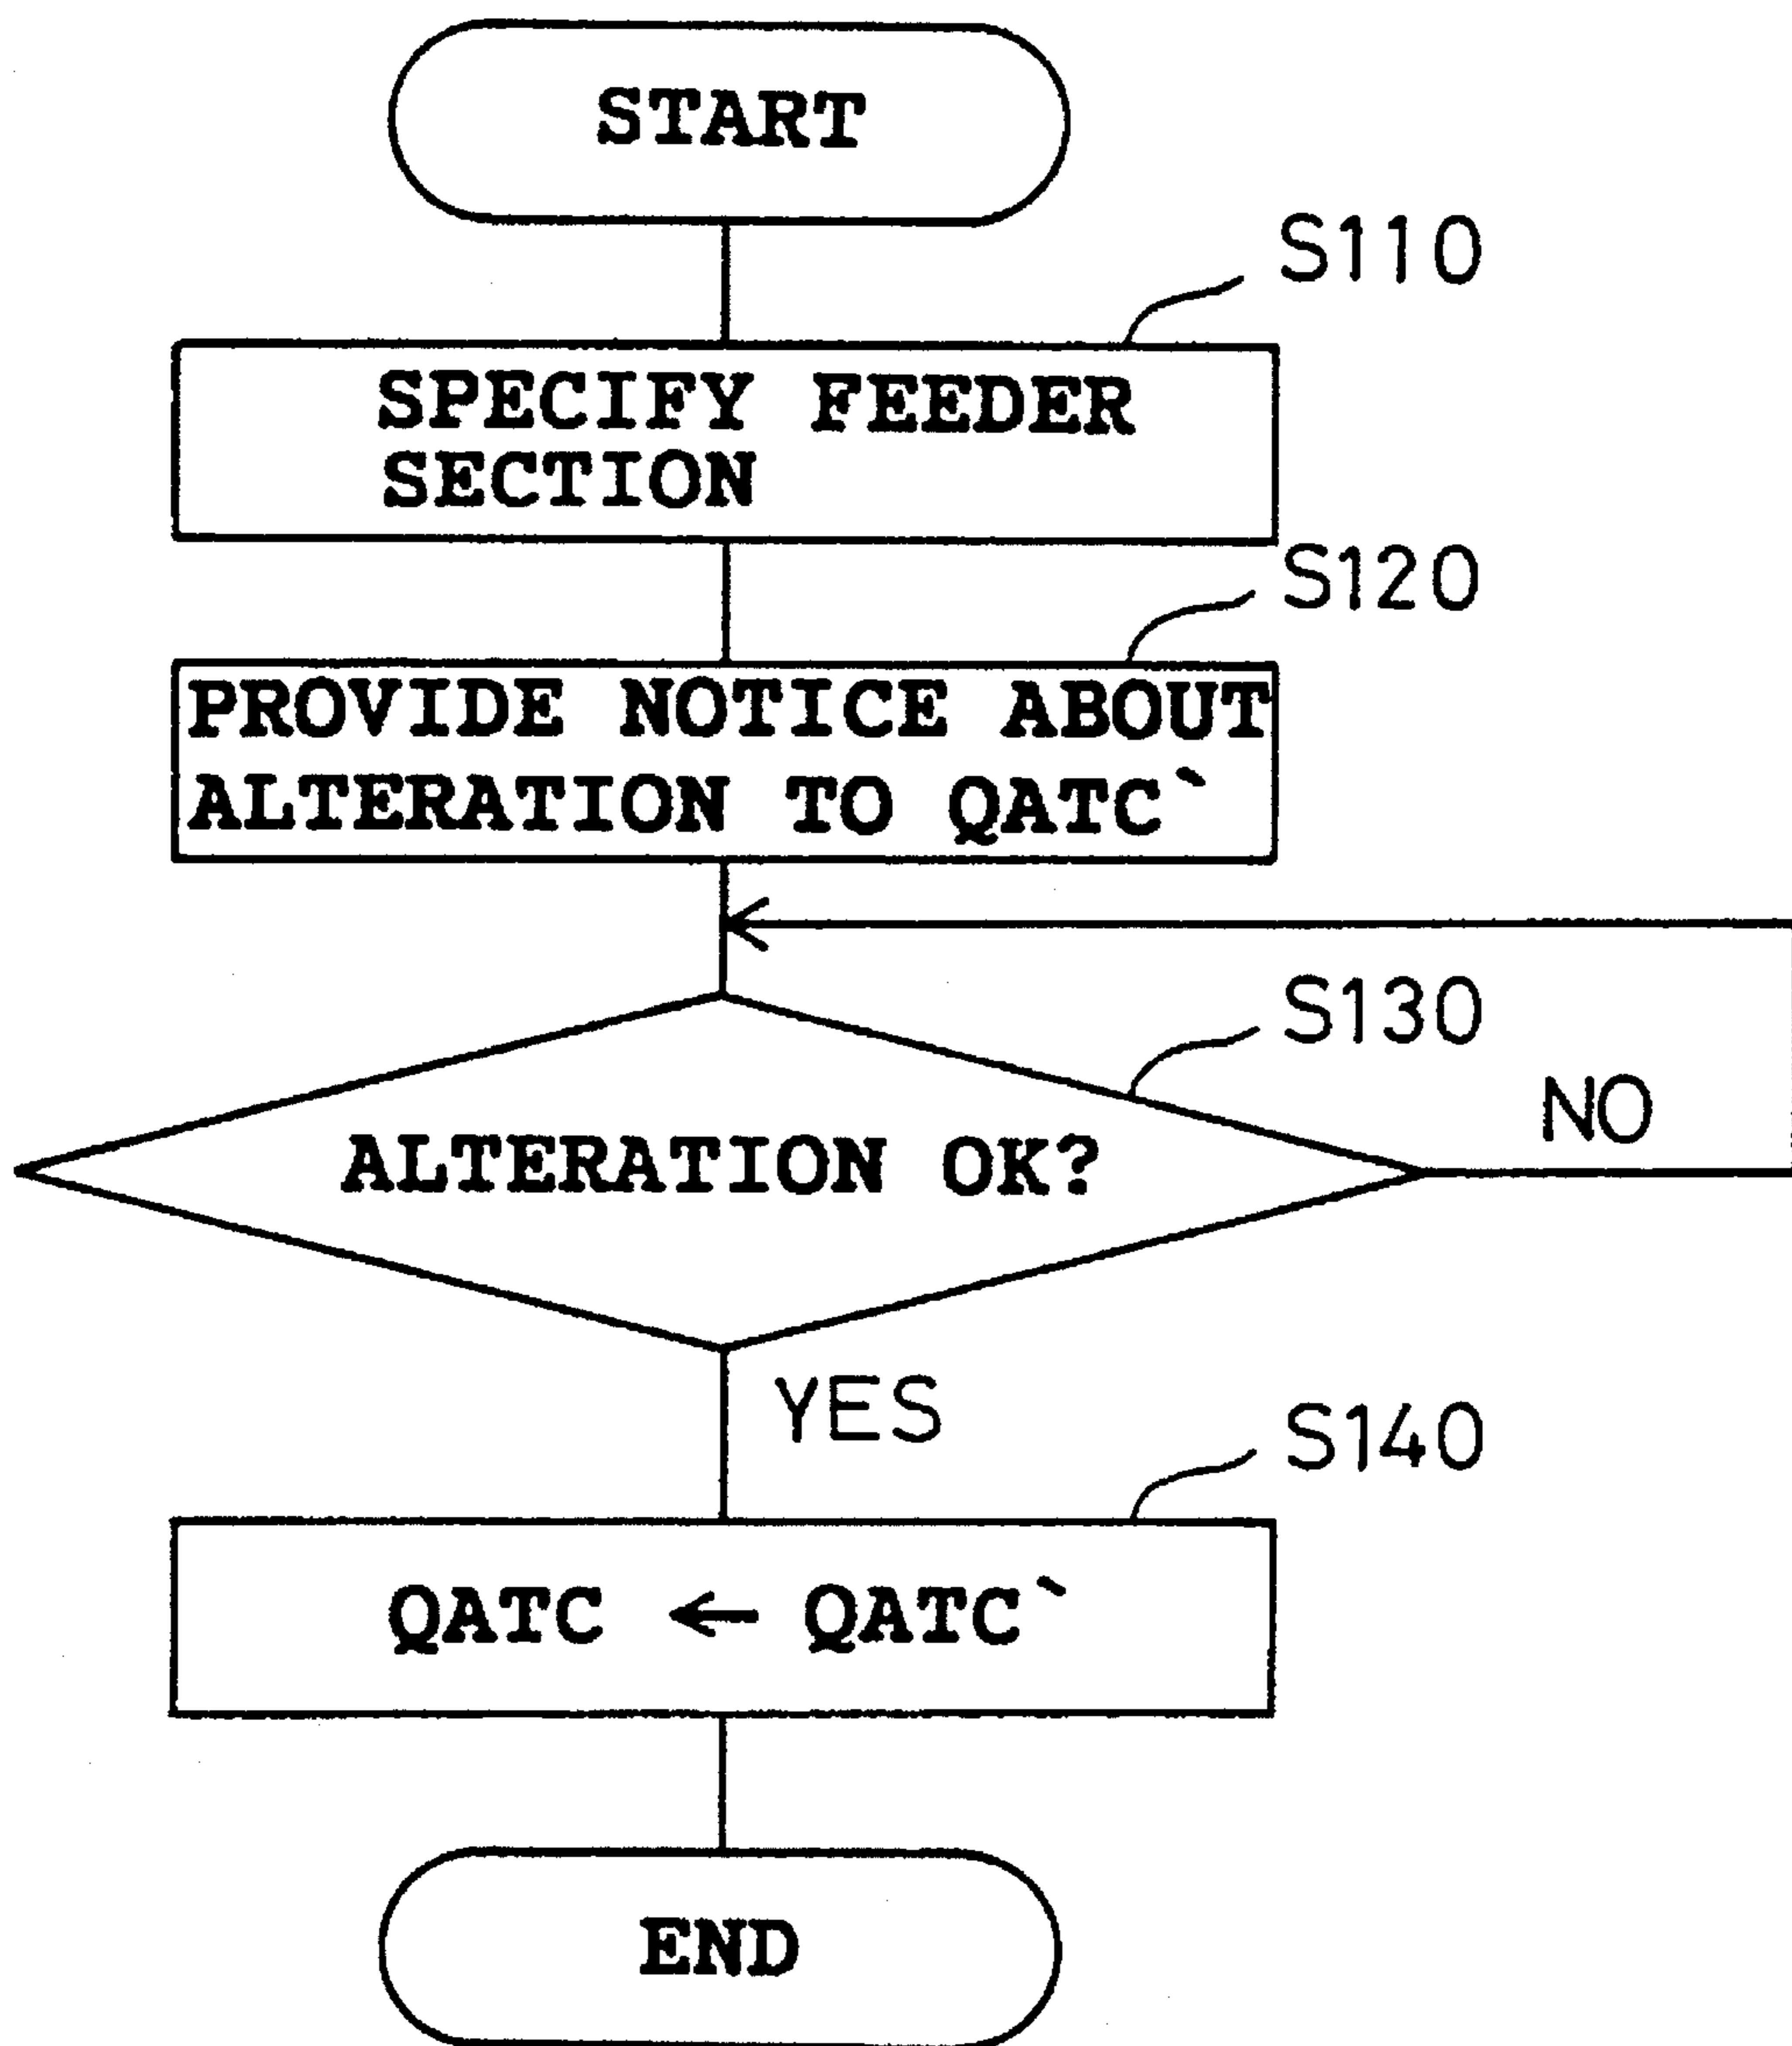 START
S110
SPECIFY FEEDER
SECTION
S120
PROVIDE NOTICE ABOUT
ALTERATION TO QATC`
S130
NO
ALTERATION OK?
YES
S140
QATC ← QATC`
END